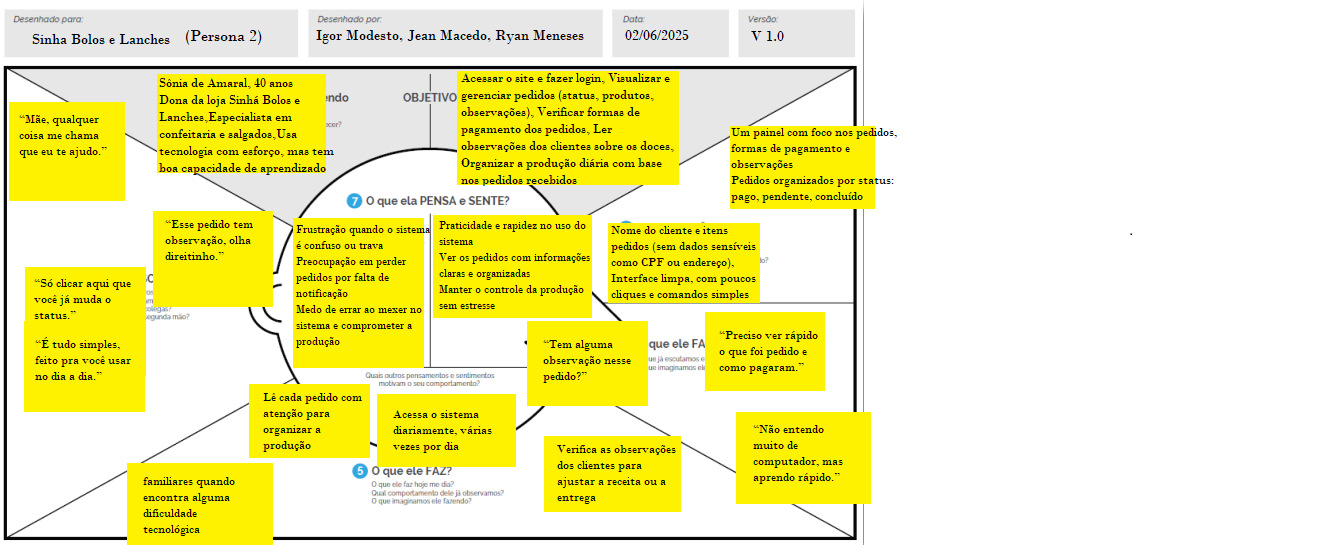 Desenhado para:
Sinha Bolos e Lanches (Persona 2)
Desenhado por:
Igor Modesto, Jean Macedo, Ryan Meneses
Data:
02/06/2025
Versão:
V 1.0
“Mãe, qualquer
coisa me chama
que eu te ajudo.”
Sônia de Amaral, 40 anos
Dona da loja Sinhá Bolos e
Lanches,Especialista em
confeitaria e salgados,Usa
tecnologia com esforço, mas tem
boa capacidade de aprendizado
OBJETIVO
Acessar o site e fazer login, Visualizar e
gerenciar pedidos (status, produtos,
observações), Verificar formas de
pagamento dos pedidos, Ler
observações dos clientes sobre os doces,
Organizar a produção diária com base
nos pedidos recebidos
Um painel com foco nos pedidos,
formas de pagamento e
observações
Pedidos organizados por status:
pago, pendente, concluído
7 O que ela PENSA e SENTE?
“Esse pedido tem
observação, olha
direitinho.”
Frustração quando o sistema
é confuso ou trava
Preocupação em perder
pedidos por falta de
notificação
Medo de errar ao mexer no
sistema e comprometer a
produção
Praticidade e rapidez no uso do
sistema
Ver os pedidos com informações
claras e organizadas
Manter o controle da produção
sem estresse
Nome do cliente e itens
pedidos (sem dados sensíveis
como CPF ou endereço),
Interface limpa, com poucos
cliques e comandos simples
“Só clicar aqui que
você já muda o
status.”
colegas?
segunda mão?
“É tudo simples,
feito pra você usar
no dia a dia.”
“Tem alguma
observação nesse
pedido?”
que ele FA
ue já escutamos e
ue imaginamos ele
“Preciso ver rápido
o que foi pedido e
como pagaram.”
Quais outros pensamentos e sentimentos
motivam o seu comportamento?
Lê cada pedido com
atenção para
organizar a
produção
Acessa o sistema
diariamente, várias
vezes por dia
Verifica as observações
dos clientes para
ajustar a receita ou a
entrega
“Não entendo
muito de
computador, mas
aprendo rápido.”
5 O que ele FAZ?
O que ele faz hoje me dia?
Qual comportamento dele já observamos?
O que imaginamos ele fazendo?
familiares quando
encontra alguma
dificuldade
tecnológica